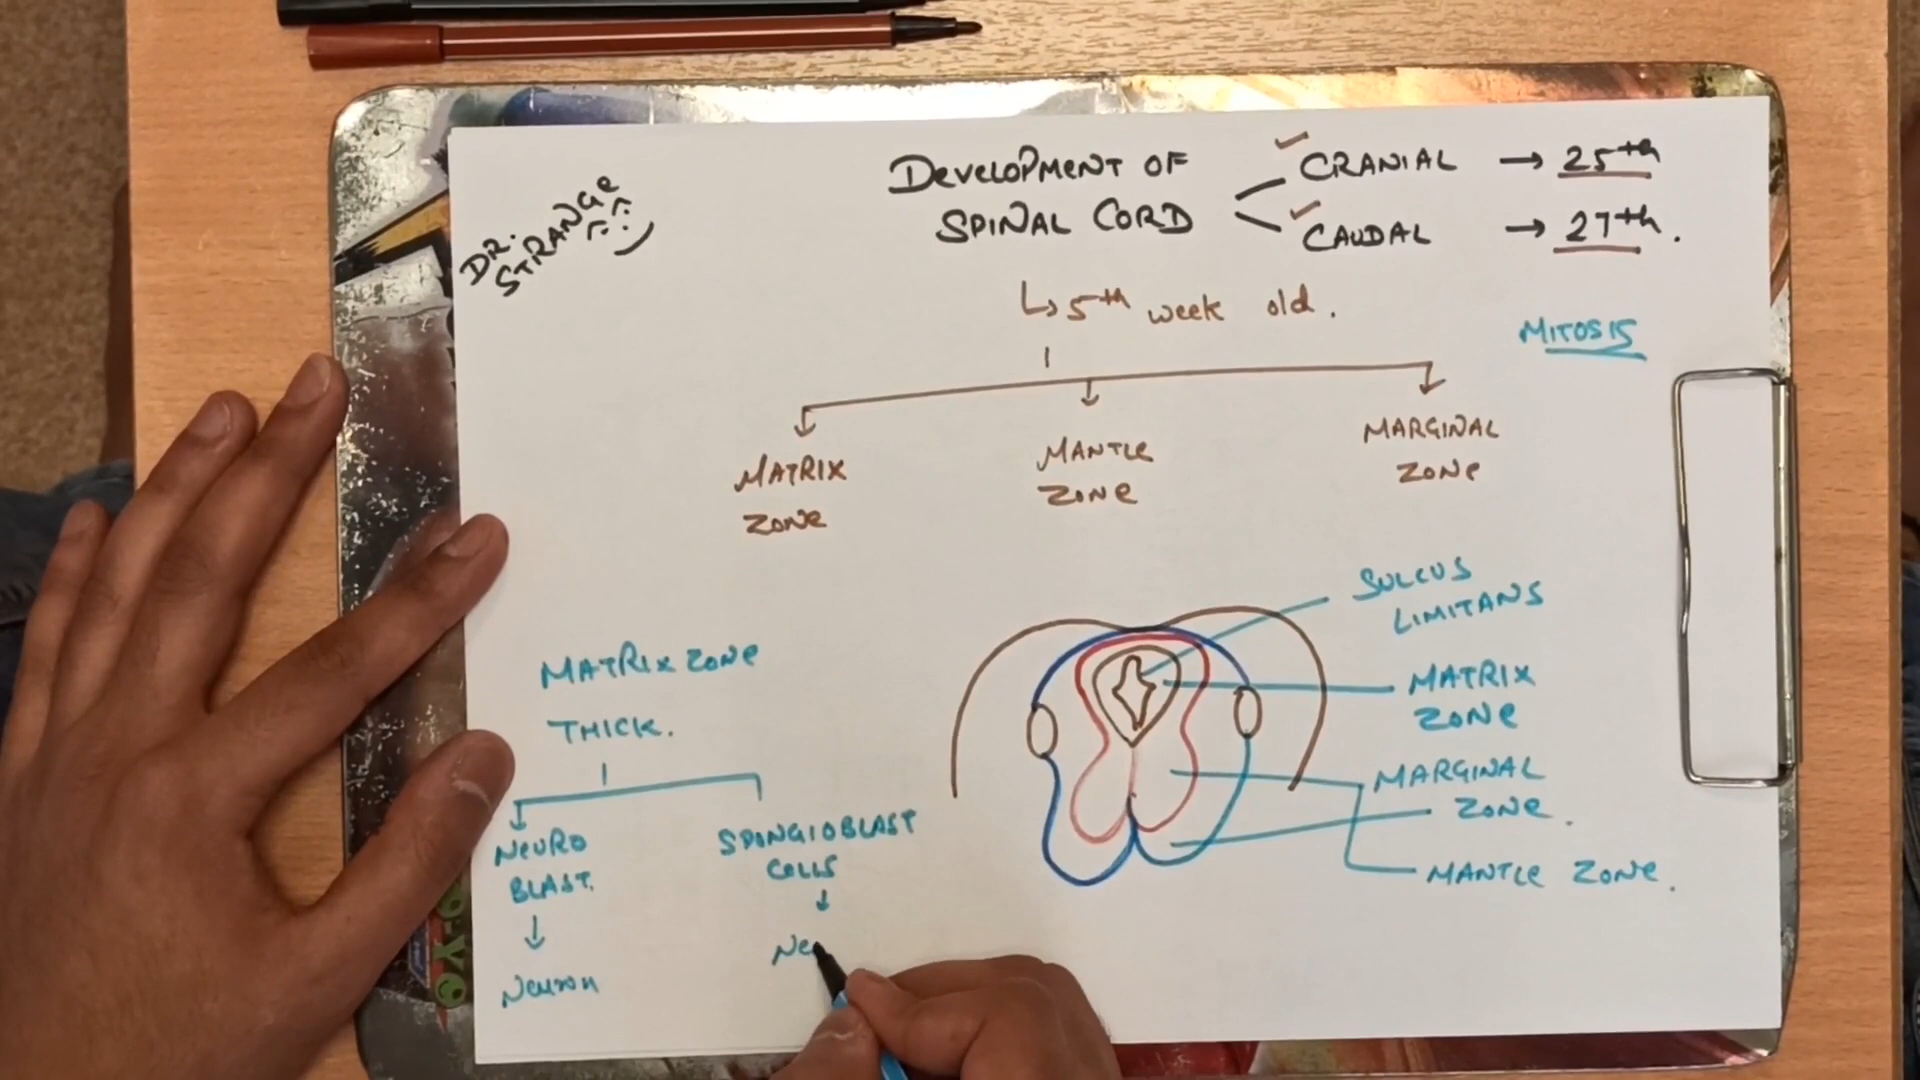 DR.
STRANGE
DEVELOPMENT OF
SPINAL CORD
CRANIAL → 25th
CAUDAL → 27th.
↳ 5th week old.
MITOSIS
MATRIX
ZONE
MANTLE
ZONE
MARGINAL
ZONE
SULCUS
LIMITANS
MATRIX
ZONE
MARGINAL
ZONE.
MANTLE ZONE.
MATRIX ZONE
THICK.
NEURO
BLAST.
↓
Neuron
SPONGIOBLAST
CELLS
↓
Ne